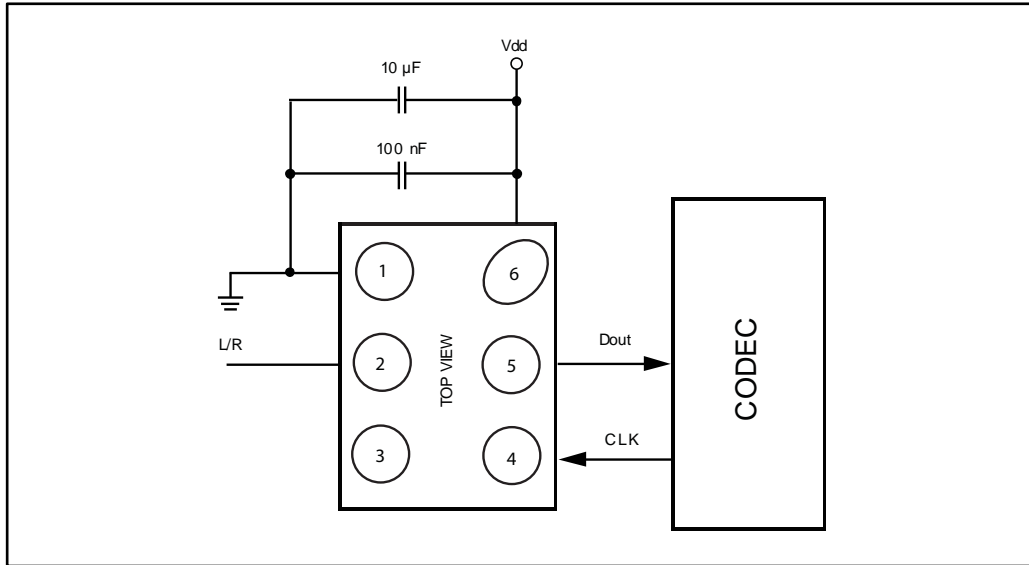 Vdd
10 µF
100 nF
1
6
L/R
2
TOP VIEW
5
Dout
CODEC
3
4
CLK